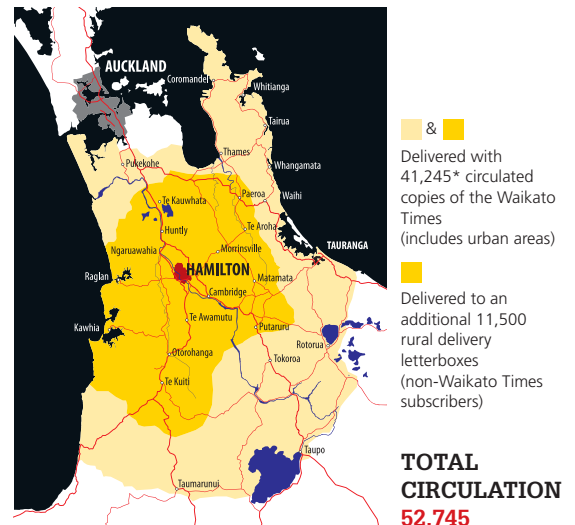 AUCKLAND
Coromandel
Whitianga
Tairua
Thames
Pukekohe
Whangamata
Te Kauwhata
Paeroa
Waihi
Huntly
Te Aroha
Ngaruawahia
Morrinsville
TAURANGA
HAMILTON
Raglan
Matamata
Cambridge
Te Awamutu
Kawhia
Putaruru
Rotorua
Otorohanga
Tokoroa
Te Kuiti
Taupo
Taumarunui
&
Delivered with
41,245* circulated
copies of the Waikato
Times
(includes urban areas)
Delivered to an
additional 11,500
rural delivery
letterboxes
(non-Waikato Times
subscribers)
TOTAL
CIRCULATION
52.745